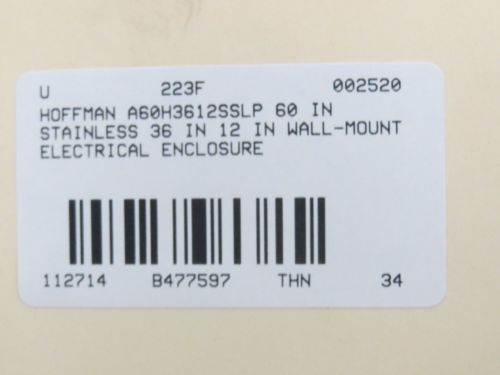 U 223F 002520
HOFFMAN A60H3612SSLP 60 IN
STAINLESS 36 IN 12 IN WALL-MOUNT
ELECTRICAL ENCLOSURE
112714 B477597 THN 34